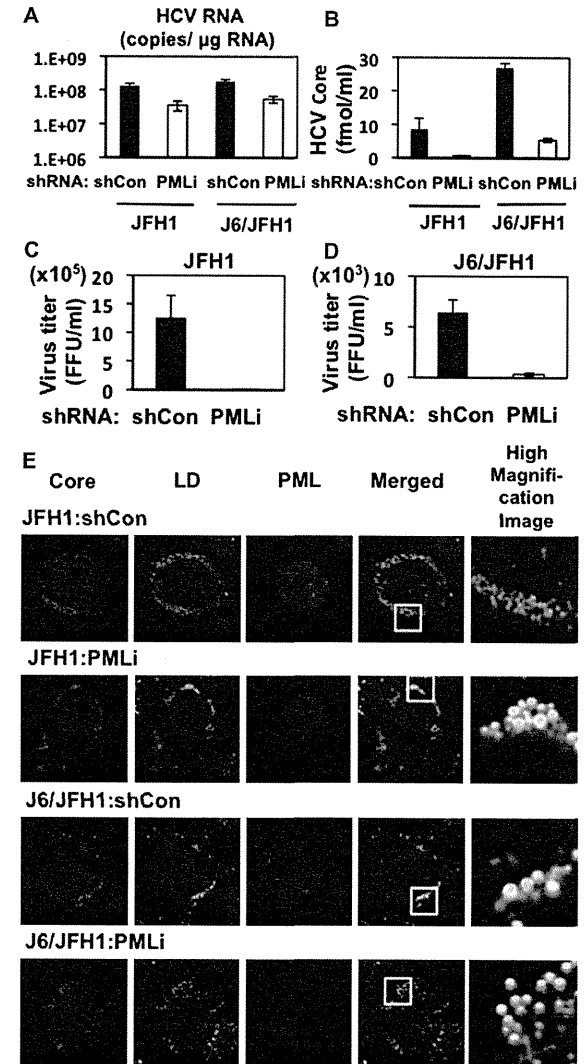 A
HCV RNA
(copies/ µg RNA)
1.E+09
1.E+08
1.E+07
1.E+06
shRNA: shCon PMLi shCon PMLi
JFH1 J6/JFH1
B
HCV Core
(fmol/ml)
30
20
10
0
shRNA:shCon PMLi shCon PMLi
JFH1 J6/JFH1
C
(x10⁵)
JFH1
Virus titer
(FFU/ml)
20
15
10
5
0
shRNA: shCon PMLi
D
(x10³)
J6/JFH1
Virus titer
(FFU/ml)
10
5
0
shRNA: shCon PMLi
E
Core LD PML Merged
High
Magnifi-
cation
Image
JFH1:shCon
JFH1:PMLi
J6/JFH1:shCon
J6/JFH1:PMLi